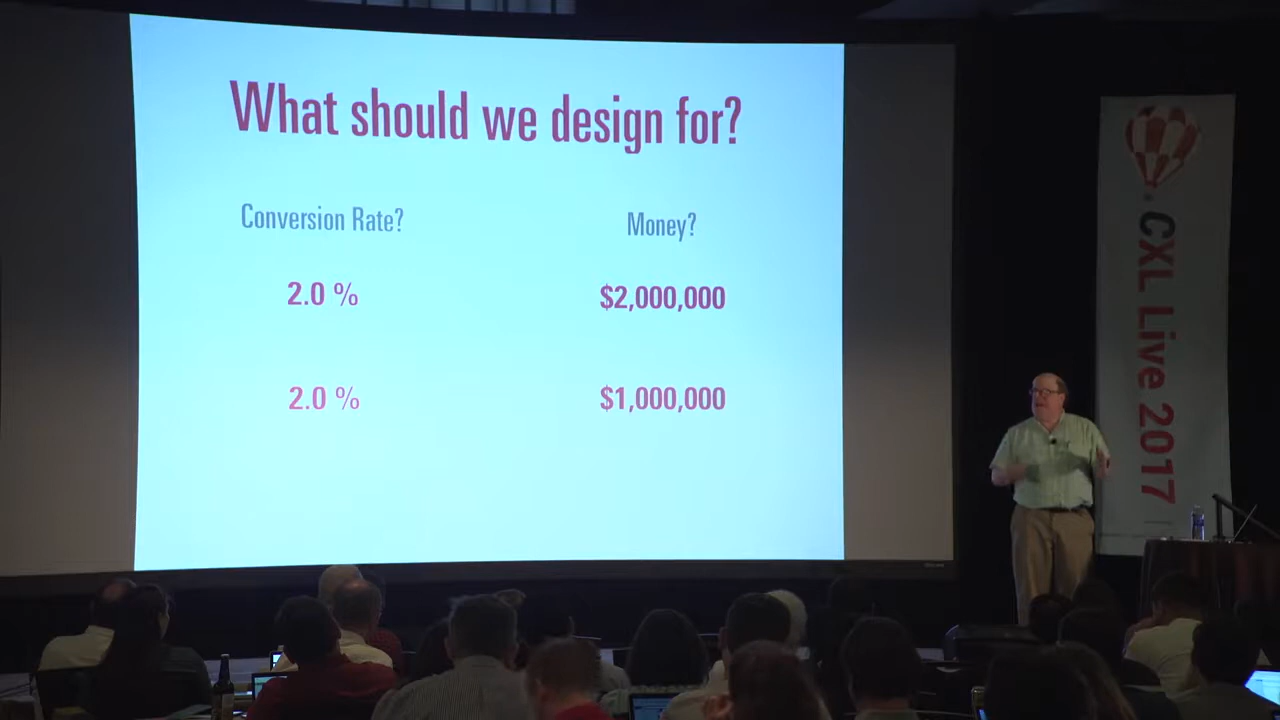 What should we design for?
Conversion Rate? Money?
2.0 % $2,000,000
2.0 % $1,000,000
CXL Live 2017